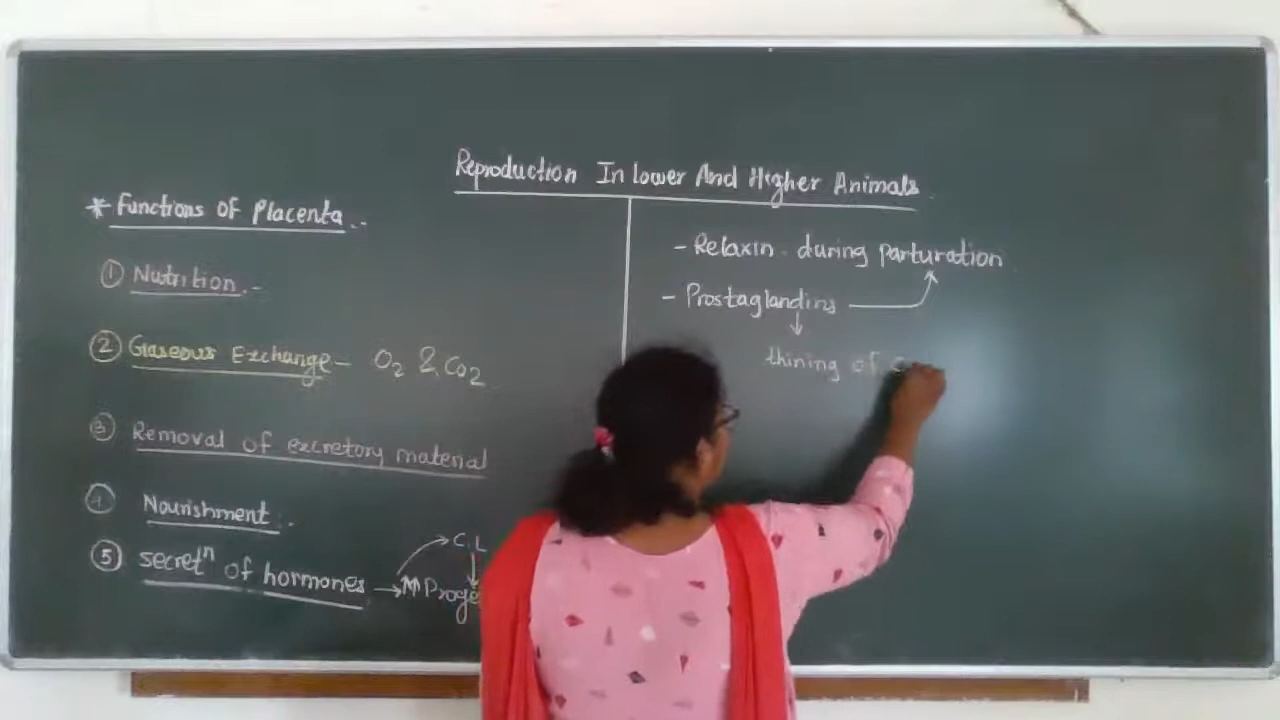 Reproduction In Lower And Higher Animals.
* Functions Of Placenta.-
① Nutrition.-
② Gaseous Exchange - O2 & Co2
③ Removal of excretory material
④ Nourishment.-
⑤ secretⁿ of hormones → ↑↑ Proge
C.L
- Relaxin. during parturation
- Prostaglandins
thining of